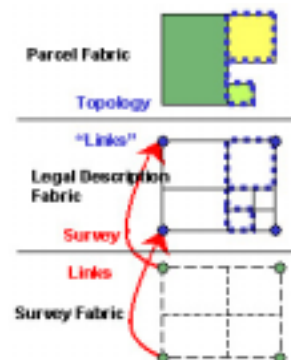 Parcel Fabric
Topology
“Links”
Legal Description
Fabric
Survey
Links
Survey Fabric